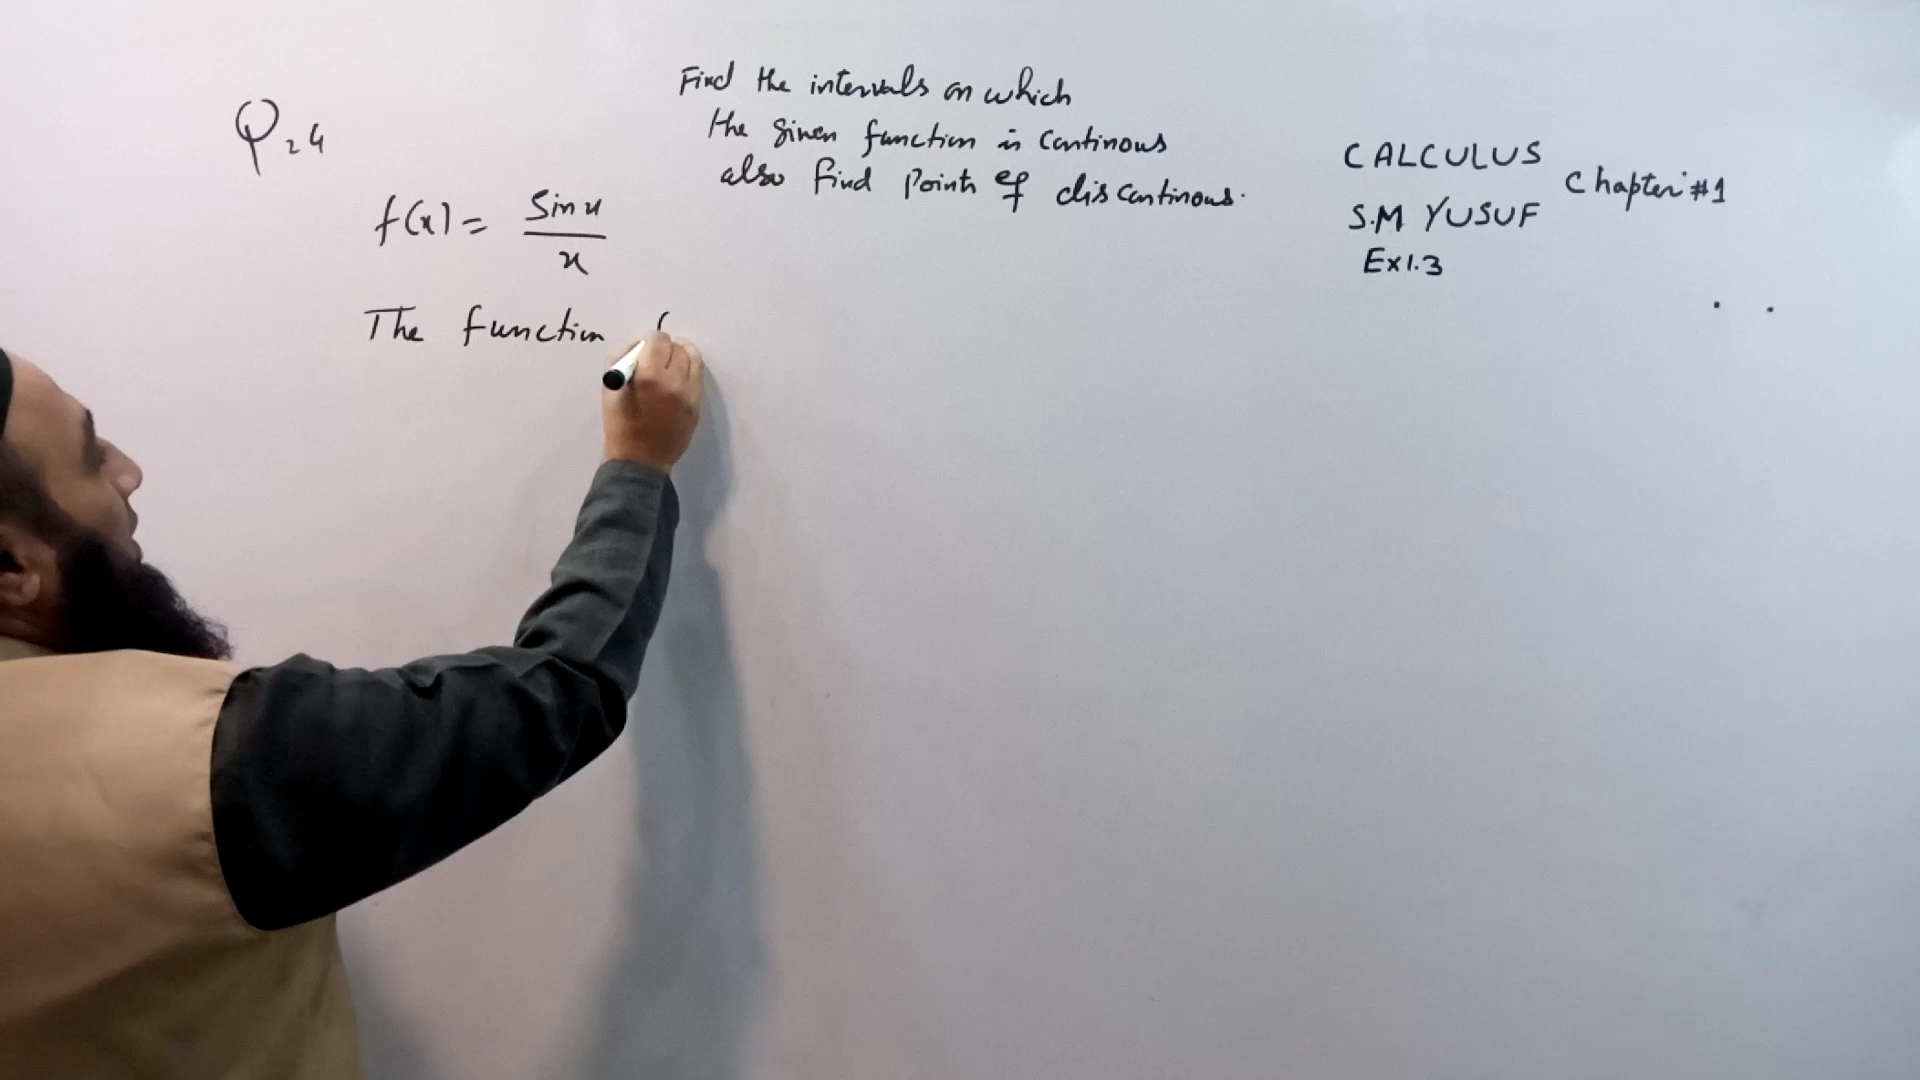 Find the intervals on which
the given function is continous
also find points of discontinous.
Q24
f(x) = Sin x / x
The function f
CALCULUS
S.M YUSUF
Ex1.3
Chapter #1